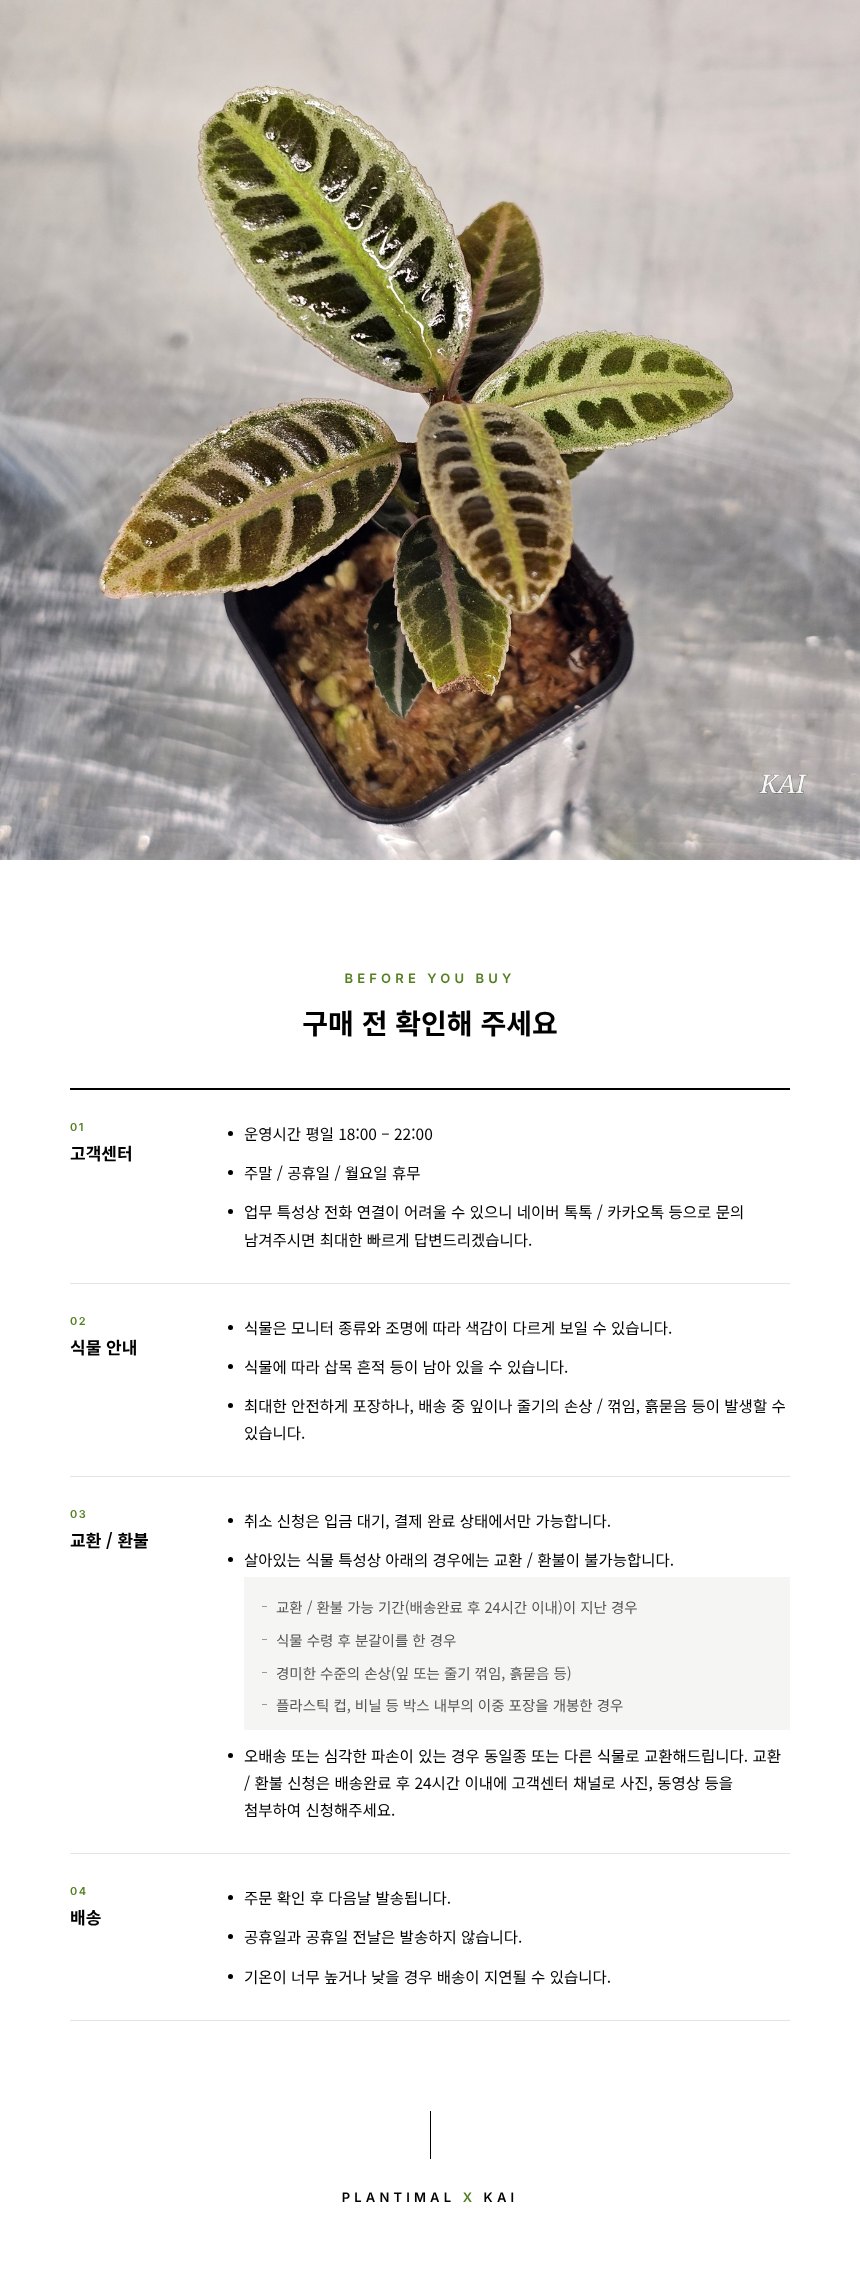 KAI
BEFORE YOU BUY
구매 전 확인해 주세요
01
고객센터
운영시간 평일 18:00 – 22:00
주말 / 공휴일 / 월요일 휴무
업무 특성상 전화 연결이 어려울 수 있으니 네이버 톡톡 / 카카오톡 등으로 문의
남겨주시면 최대한 빠르게 답변드리겠습니다.
02
식물 안내
식물은 모니터 종류와 조명에 따라 색감이 다르게 보일 수 있습니다.
식물에 따라 삽목 흔적 등이 남아 있을 수 있습니다.
최대한 안전하게 포장하나, 배송 중 잎이나 줄기의 손상 / 꺾임, 흙묻음 등이 발생할 수
있습니다.
03
교환 / 환불
취소 신청은 입금 대기, 결제 완료 상태에서만 가능합니다.
살아있는 식물 특성상 아래의 경우에는 교환 / 환불이 불가능합니다.
– 교환 / 환불 가능 기간(배송완료 후 24시간 이내)이 지난 경우
– 식물 수령 후 분갈이를 한 경우
– 경미한 수준의 손상(잎 또는 줄기 꺾임, 흙묻음 등)
– 플라스틱 컵, 비닐 등 박스 내부의 이중 포장을 개봉한 경우
오배송 또는 심각한 파손이 있는 경우 동일종 또는 다른 식물로 교환해드립니다. 교환
/ 환불 신청은 배송완료 후 24시간 이내에 고객센터 채널로 사진, 동영상 등을
첨부하여 신청해주세요.
04
배송
주문 확인 후 다음날 발송됩니다.
공휴일과 공휴일 전날은 발송하지 않습니다.
기온이 너무 높거나 낮을 경우 배송이 지연될 수 있습니다.
PLANTIMAL X KAI